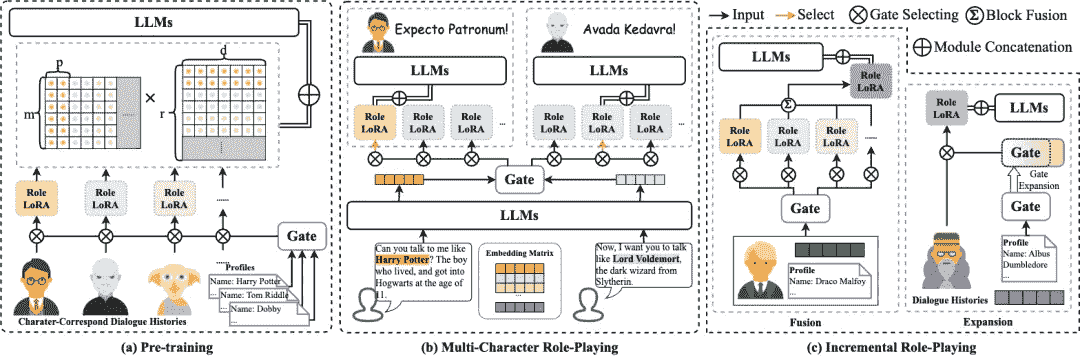 LLMs
d
p
m
×
r
......
⋮
Role
LoRA
Role
LoRA
Role
LoRA
......
Gate
Profiles
Name: Harry Potter
...
Name: Tom Riddle
...
Name: Dobby
...
Charater-Correspond Dialogue Histories
(a) Pre-training
Expecto Patronum!
Avada Kedavra!
LLMs
LLMs
Role
LoRA
Role
LoRA
Role
LoRA
...
Role
LoRA
Role
LoRA
Role
LoRA
...
Gate
LLMs
Can you talk to me like
Harry Potter? The boy
who lived, and got into
Hogwarts at the age of
11.
Embedding Matrix
...
Now, I want you to talk
like Lord Voldemort,
the dark wizard from
Slytherin.
(b) Multi-Character Role-Playing
Input
Select
Gate Selecting
Σ Block Fusion
Module Concatenation
LLMs
Role
LoRA
Σ
Role
LoRA
Role
LoRA
Role
LoRA
......
Gate
Profile
Name: Draco Malfoy
...
Fusion
Role
LoRA
LLMs
Gate
Gate
Expansion
Gate
Profile
Name: Albus
Dumbledore
...
Dialogue Histories
Expansion
(c) Incremental Role-Playing